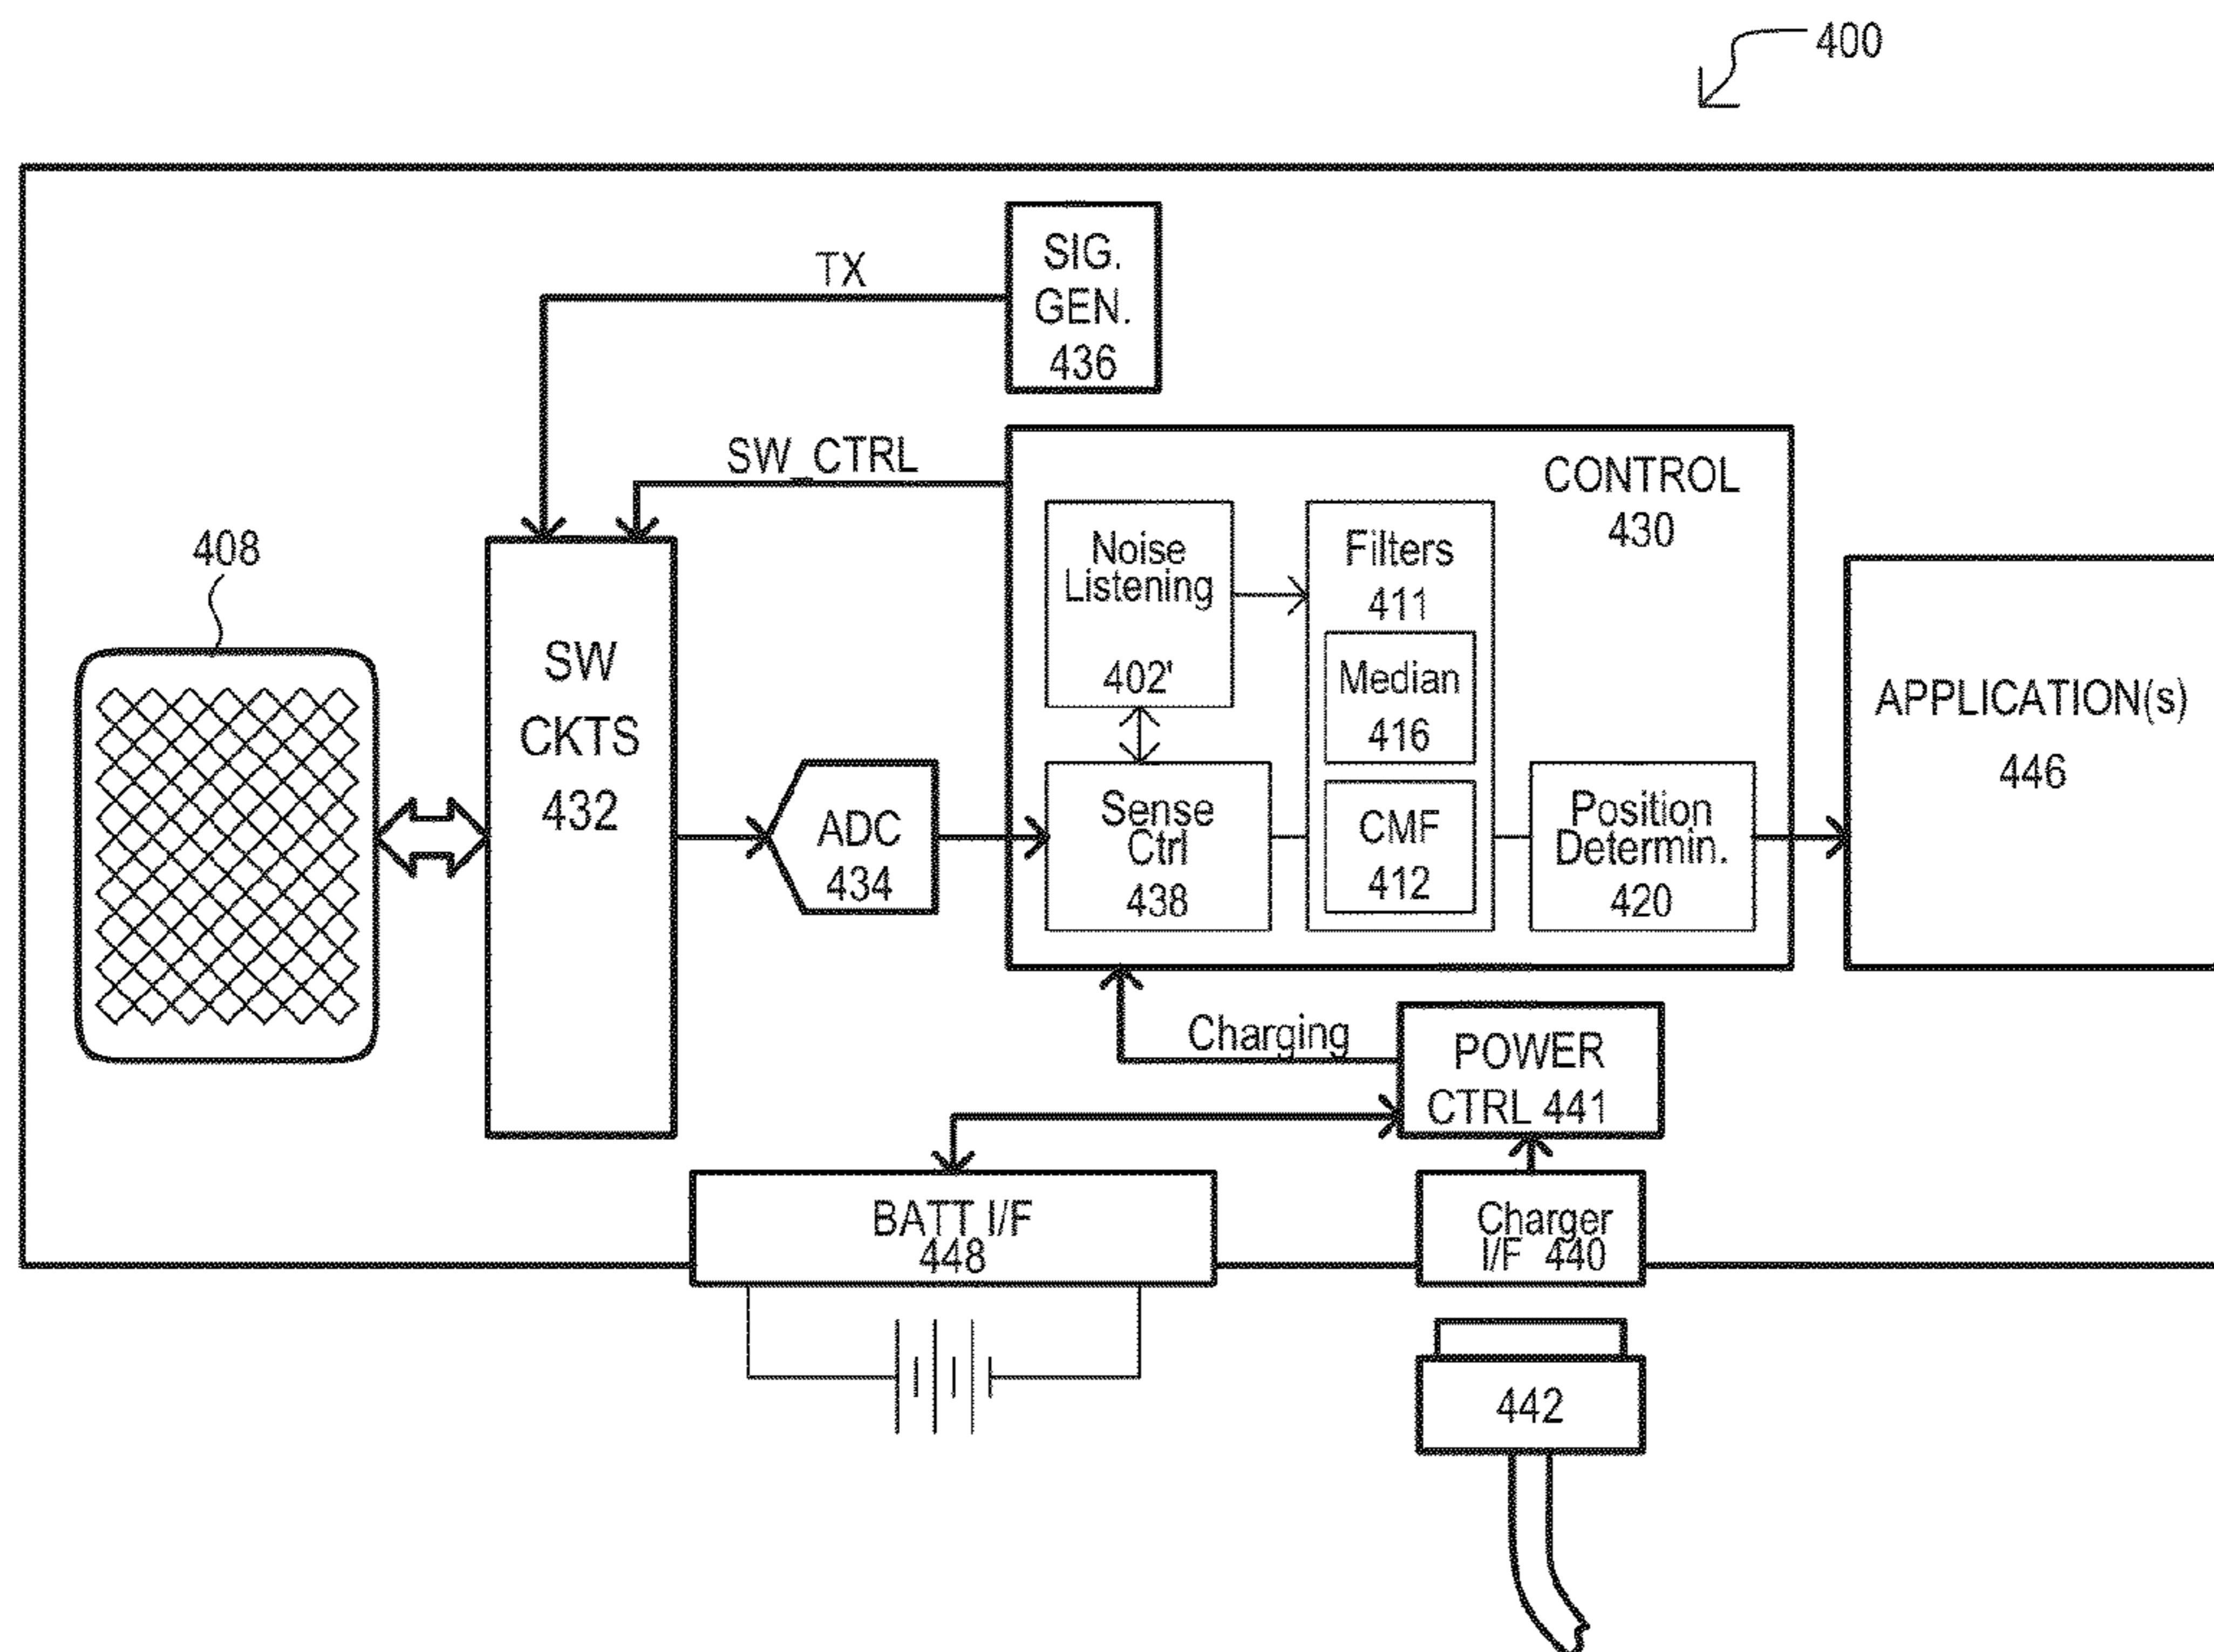 400
SIG.
GEN.
436
TX
SW_CTRL
CONTROL
430
408
SW
CKTS
432
ADC
434
Noise
Listening
402'
Sense
Ctrl
438
Filters
411
Median
416
CMF
412
Position
Determin.
420
APPLICATION(s)
446
Charging
POWER
CTRL 441
BATT I/F
448
Charger
I/F 440
442